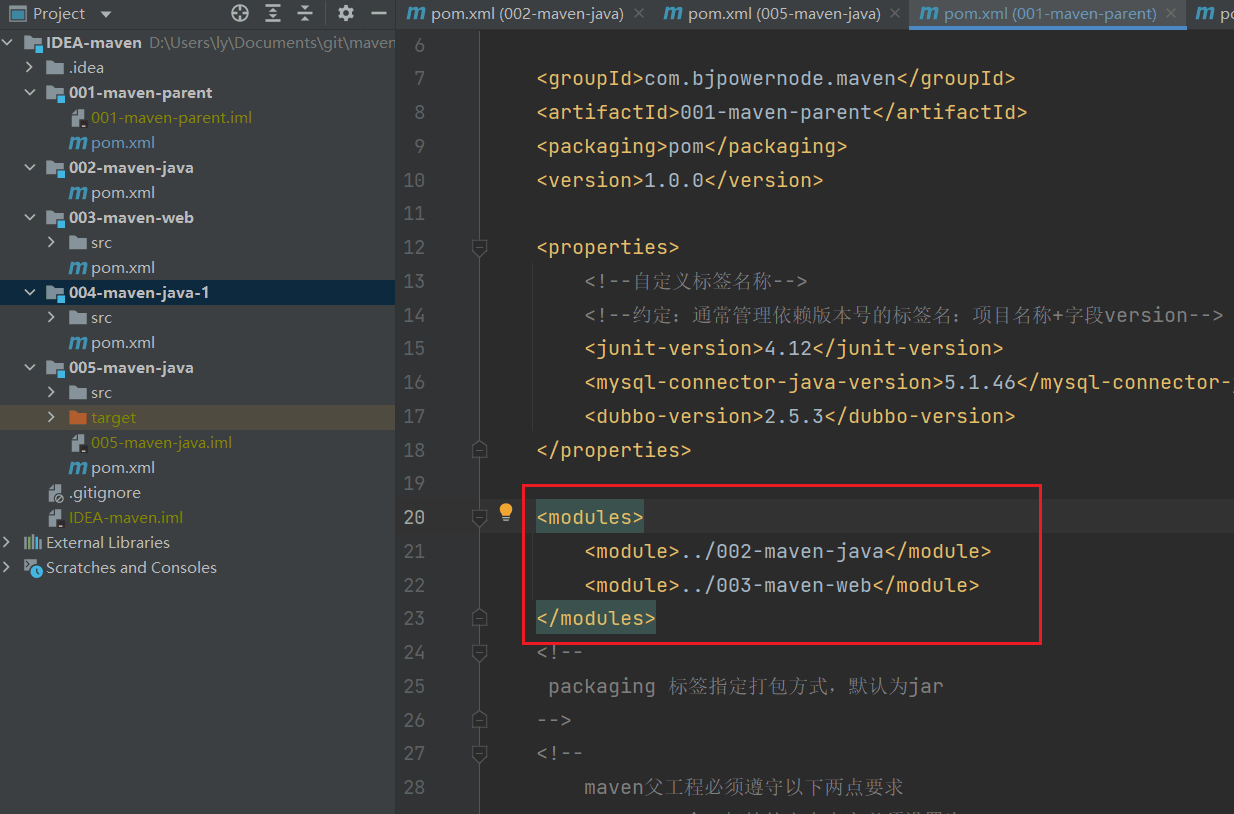 Project
pom.xml (002-maven-java)
pom.xml (005-maven-java)
pom.xml (001-maven-parent)
IDEA-maven D:\Users\ly\Documents\git\maven
.idea
001-maven-parent
001-maven-parent.iml
pom.xml
002-maven-java
pom.xml
003-maven-web
src
pom.xml
004-maven-java-1
src
pom.xml
005-maven-java
src
target
005-maven-java.iml
pom.xml
.gitignore
IDEA-maven.iml
External Libraries
Scratches and Consoles
6
7 <groupId>com.bjpowernode.maven</groupId>
8 <artifactId>001-maven-parent</artifactId>
9 <packaging>pom</packaging>
10 <version>1.0.0</version>
11
12 <properties>
13 <!--自定义标签名称-->
14 <!--约定：通常管理依赖版本号的标签名：项目名称+字段version-->
15 <junit-version>4.12</junit-version>
16 <mysql-connector-java-version>5.1.46</mysql-connector-
17 <dubbo-version>2.5.3</dubbo-version>
18 </properties>
19
20 <modules>
21 <module>../002-maven-java</module>
22 <module>../003-maven-web</module>
23 </modules>
24 <!--
25 packaging 标签指定打包方式，默认为jar
26 -->
27 <!--
28 maven父工程必须遵守以下两点要求